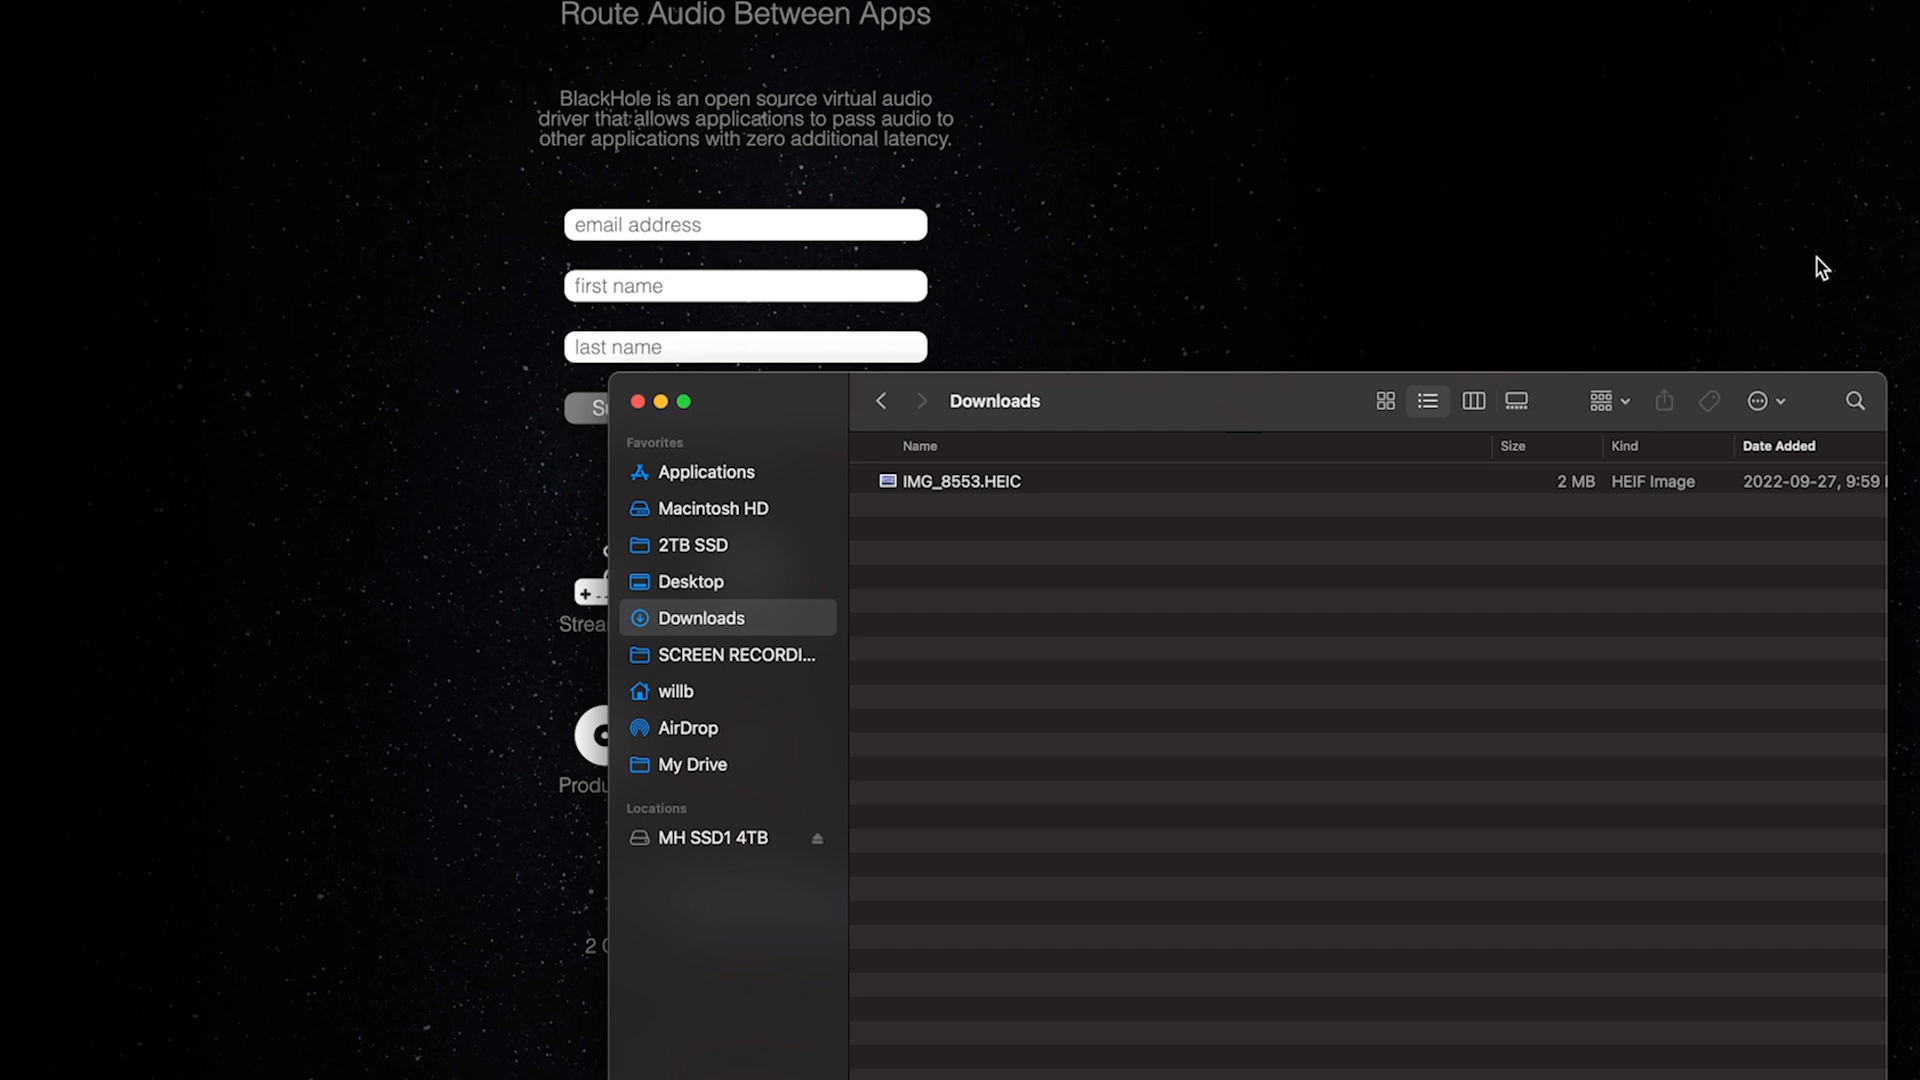 Route Audio Between Apps
BlackHole is an open source virtual audio
driver that allows applications to pass audio to
other applications with zero additional latency.
email address
first name
last name
Downloads
Favorites
Applications
Macintosh HD
2TB SSD
Desktop
Downloads
SCREEN RECORDI...
willb
AirDrop
My Drive
Locations
MH SSD1 4TB
Name Size Kind Date Added
IMG_8553.HEIC 2 MB HEIF Image 2022-09-27, 9:59